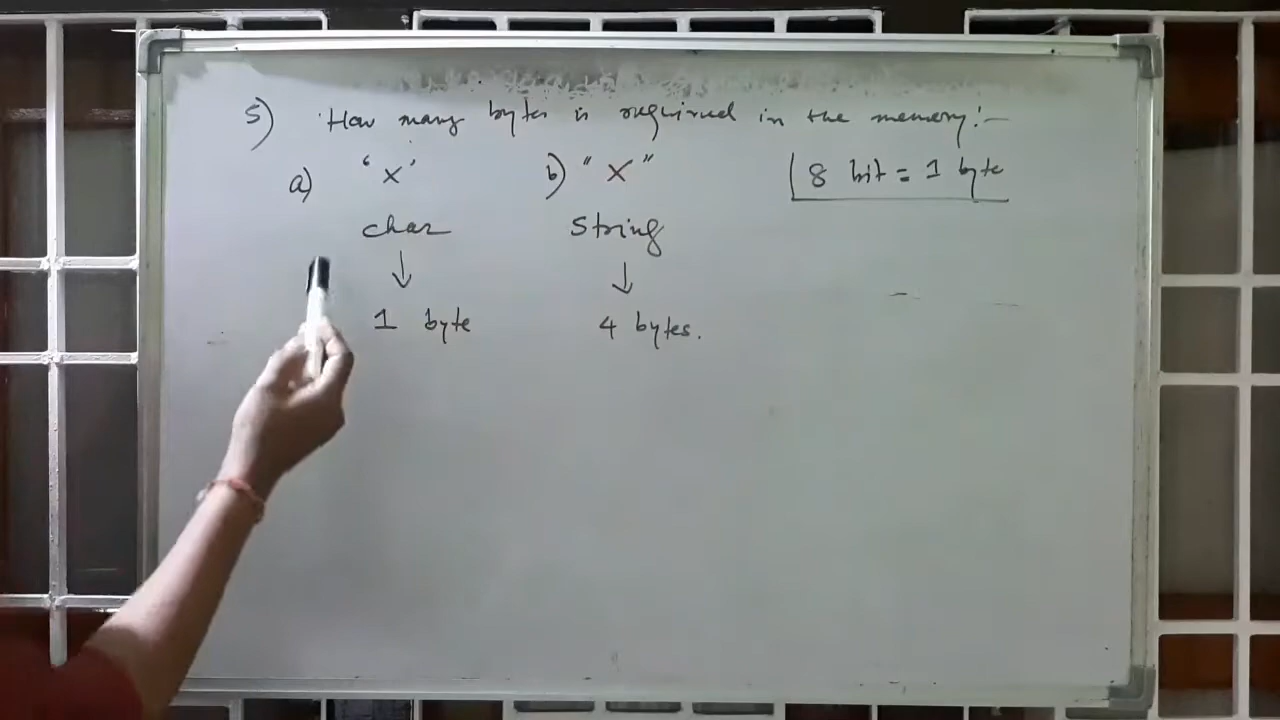 5) How many bytes is required in the memory:-
a) 'x' b) "X" 8 bit = 1 byte
char String
↓ ↓
1 byte 4 bytes.